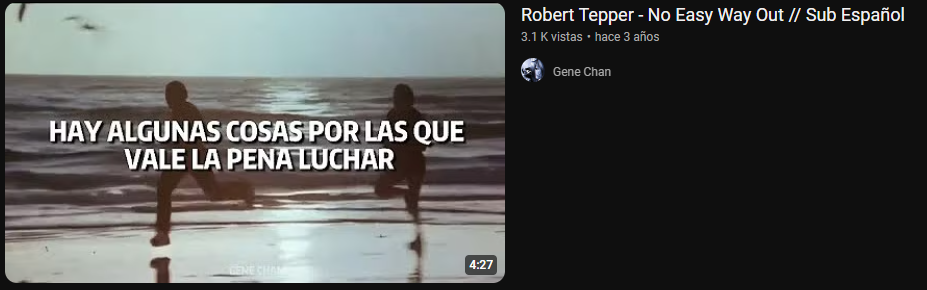 HAY ALGUNAS COSAS POR LAS QUE
VALE LA PENA LUCHAR
GENE CHAN
4:27
Robert Tepper - No Easy Way Out // Sub Español
3.1 K vistas • hace 3 años
Gene Chan